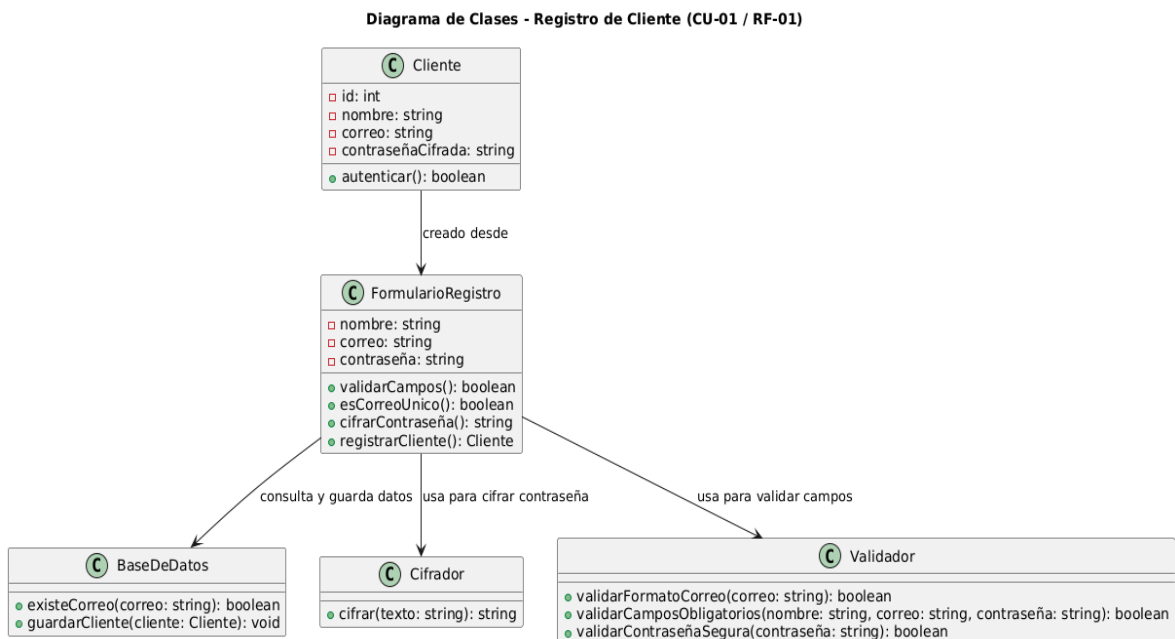 Diagrama de Clases - Registro de Cliente (CU-01 / RF-01)
C Cliente
id: int
nombre: string
correo: string
contraseñaCifrada: string
autenticar(): boolean
creado desde
C FormularioRegistro
nombre: string
correo: string
contraseña: string
validarCampos(): boolean
esCorreoUnico(): boolean
cifrarContraseña(): string
registrarCliente(): Cliente
consulta y guarda datos
usa para cifrar contraseña
usa para validar campos
C BaseDeDatos
existeCorreo(correo: string): boolean
guardarCliente(cliente: Cliente): void
C Cifrador
cifrar(texto: string): string
C Validador
validarFormatoCorreo(correo: string): boolean
validarCamposObligatorios(nombre: string, correo: string, contraseña: string): boolean
validarContraseñaSegura(contraseña: string): boolean